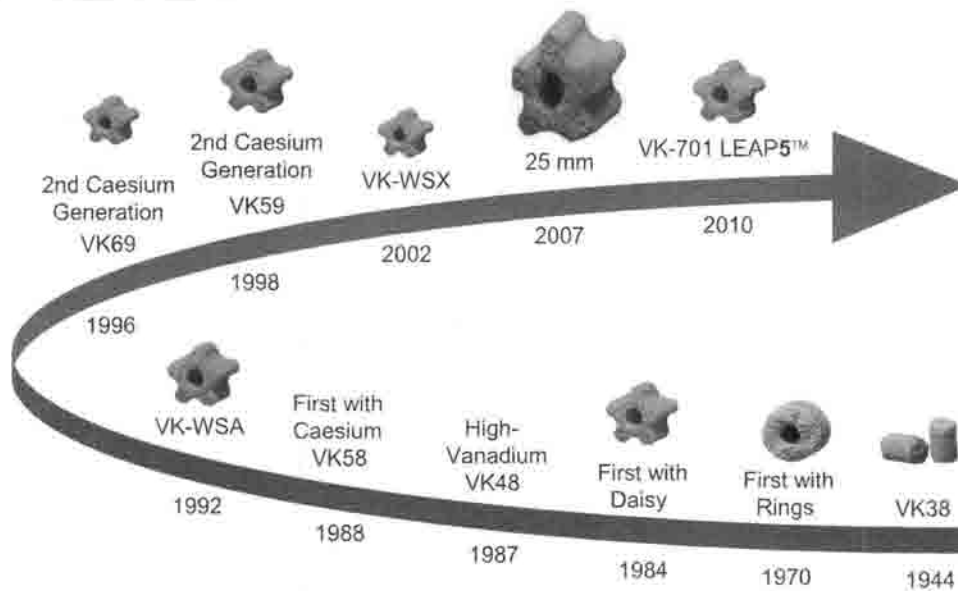 2nd Caesium
Generation
VK69
1996
2nd Caesium
Generation
VK59
1998
VK-WSX
2002
25 mm
2007
VK-701 LEAP5™
2010
VK-WSA
1992
First with
Caesium
VK58
1988
High-
Vanadium
VK48
1987
First with
Daisy
1984
First with
Rings
1970
VK38
1944